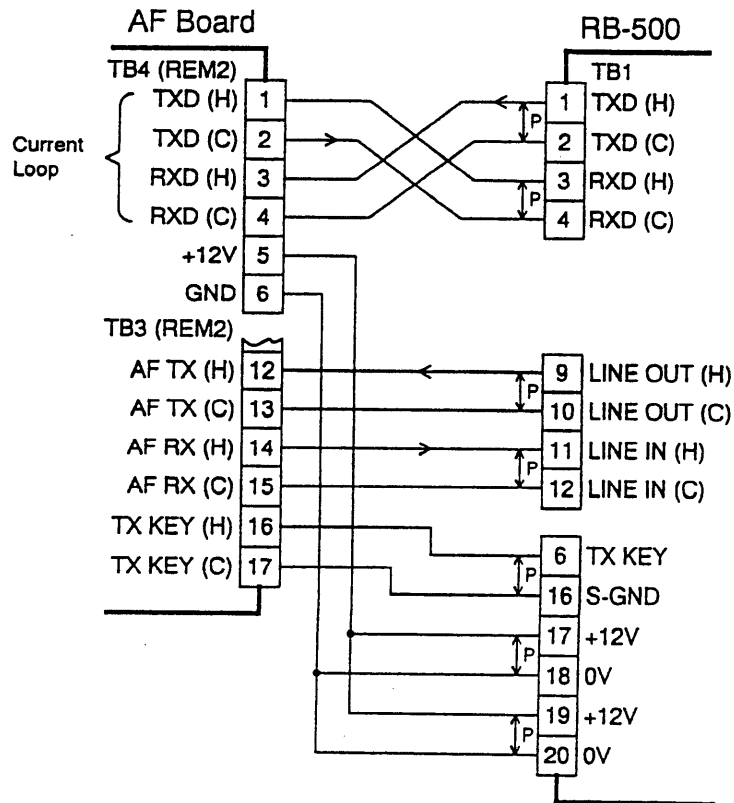 AF Board
RB-500
TB4 (REM2)
TB1
TXD (H) 1
1 TXD (H)
P
TXD (C) 2
2 TXD (C)
Current
Loop
RXD (H) 3
3 RXD (H)
P
RXD (C) 4
4 RXD (C)
+12V 5
GND 6
TB3 (REM2)
AF TX (H) 12
9 LINE OUT (H)
P
AF TX (C) 13
10 LINE OUT (C)
AF RX (H) 14
11 LINE IN (H)
P
AF RX (C) 15
12 LINE IN (C)
TX KEY (H) 16
6 TX KEY
P
TX KEY (C) 17
16 S-GND
17 +12V
P
18 0V
19 +12V
P
20 0V